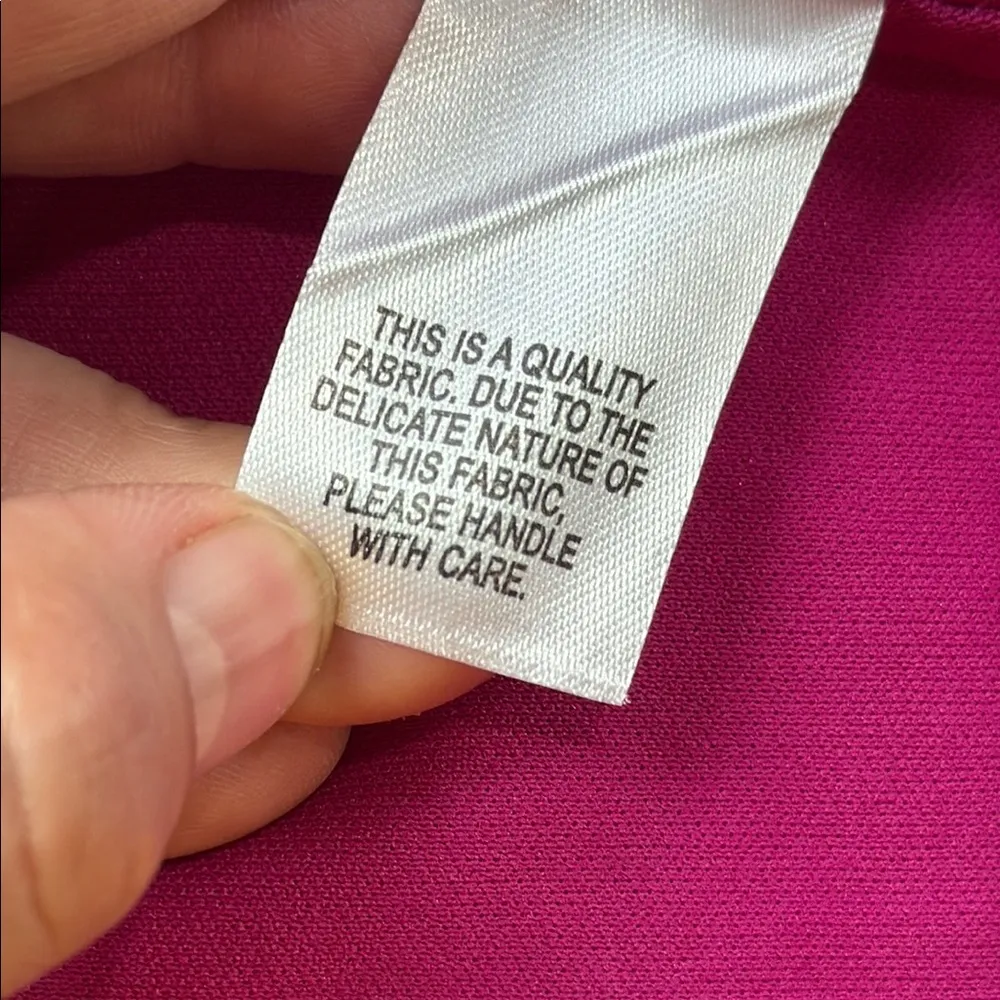 THIS IS A QUALITY
FABRIC. DUE TO THE
DELICATE NATURE OF
THIS FABRIC,
PLEASE HANDLE
WITH CARE.